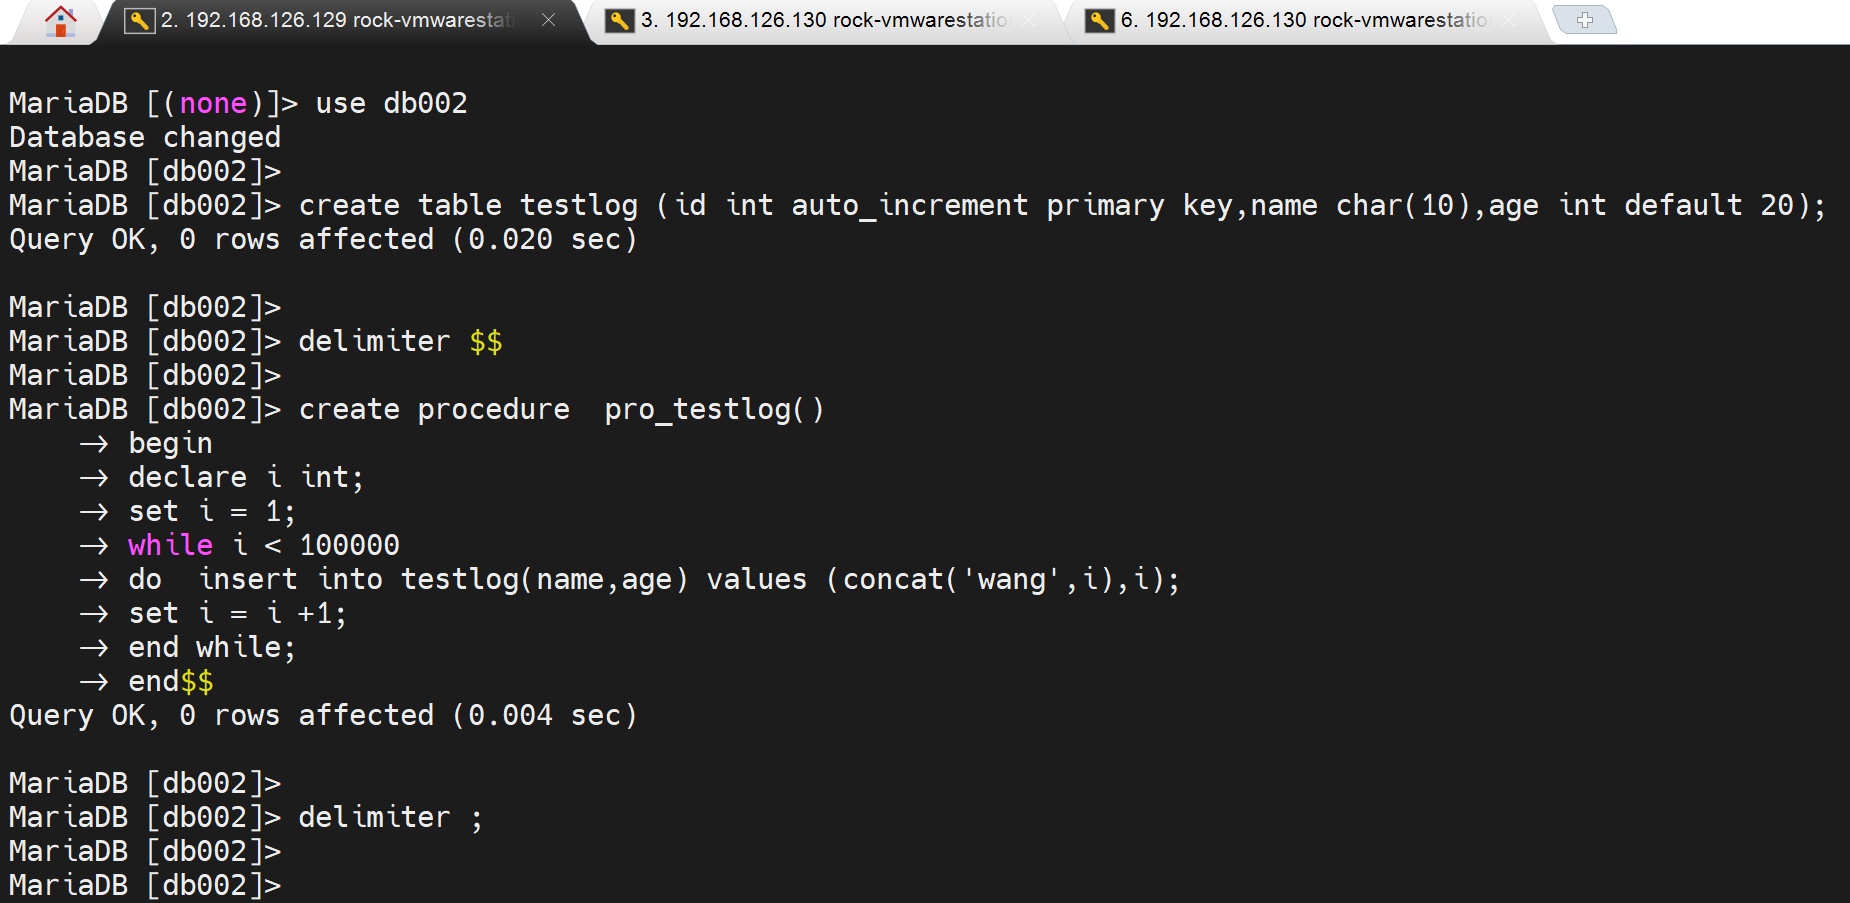 2. 192.168.126.129 rock-vmwarestati
3. 192.168.126.130 rock-vmwarestatio
6. 192.168.126.130 rock-vmwarestatio
MariaDB [(none)]> use db002
Database changed
MariaDB [db002]>
MariaDB [db002]> create table testlog (id int auto_increment primary key,name char(10),age int default 20);
Query OK, 0 rows affected (0.020 sec)
MariaDB [db002]>
MariaDB [db002]> delimiter $$
MariaDB [db002]>
MariaDB [db002]> create procedure  pro_testlog()
-> begin
-> declare i int;
-> set i = 1;
-> while i < 100000
-> do  insert into testlog(name,age) values (concat('wang',i),i);
-> set i = i +1;
-> end while;
-> end$$
Query OK, 0 rows affected (0.004 sec)
MariaDB [db002]>
MariaDB [db002]> delimiter ;
MariaDB [db002]>
MariaDB [db002]>